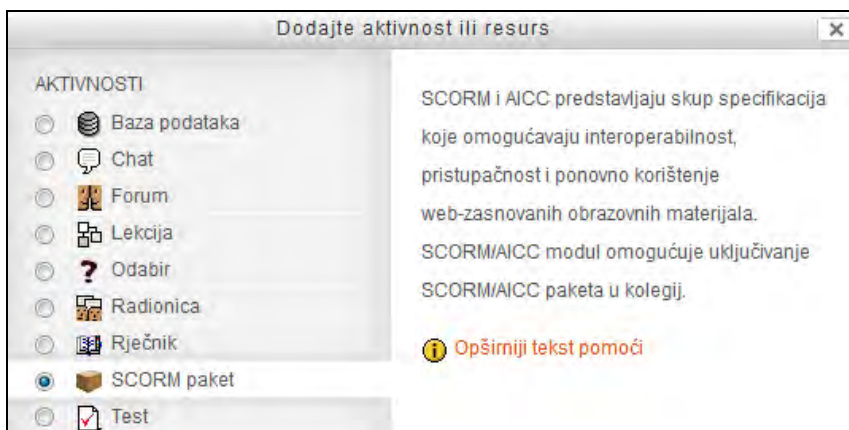 Dodajte aktivnost ili resurs
AKTIVNOSTI
Baza podataka
Chat
Forum
Lekcija
Odabir
Radionica
Rječnik
SCORM paket
Test
SCORM i AICC predstavljaju skup specifikacija
koje omogućavaju interoperabilnost,
pristupačnost i ponovno korištenje
web-zasnovanih obrazovnih materijala.
SCORM/AICC modul omogućuje uključivanje
SCORM/AICC paketa u kolegij.
Opširniji tekst pomoći